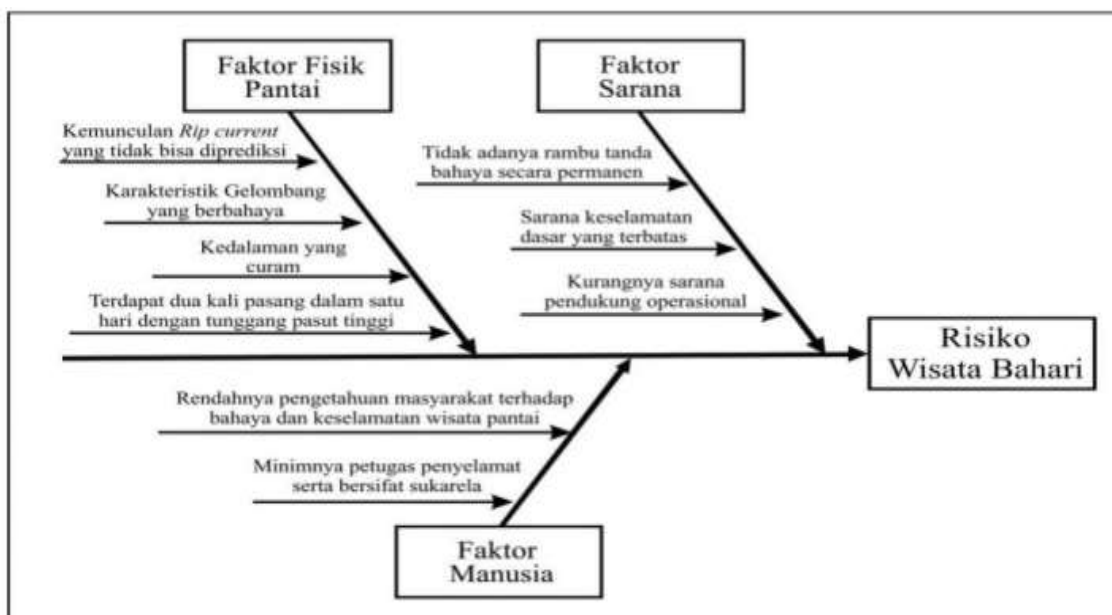 Faktor Fisik
Pantai
Kemunculan Rip current
yang tidak bisa diprediksi
Karakteristik Gelombang
yang berbahaya
Kedalaman yang
curam
Terdapat dua kali pasang dalam satu
hari dengan tunggang pasut tinggi
Faktor
Sarana
Tidak adanya rambu tanda
bahaya secara permanen
Sarana keselamatan
dasar yang terbatas
Kurangnya sarana
pendukung operasional
Risiko
Wisata Bahari
Rendahnya pengetahuan masyarakat terhadap
bahaya dan keselamatan wisata pantai
Minimnya petugas penyelamat
serta bersifat sukarela
Faktor
Manusia